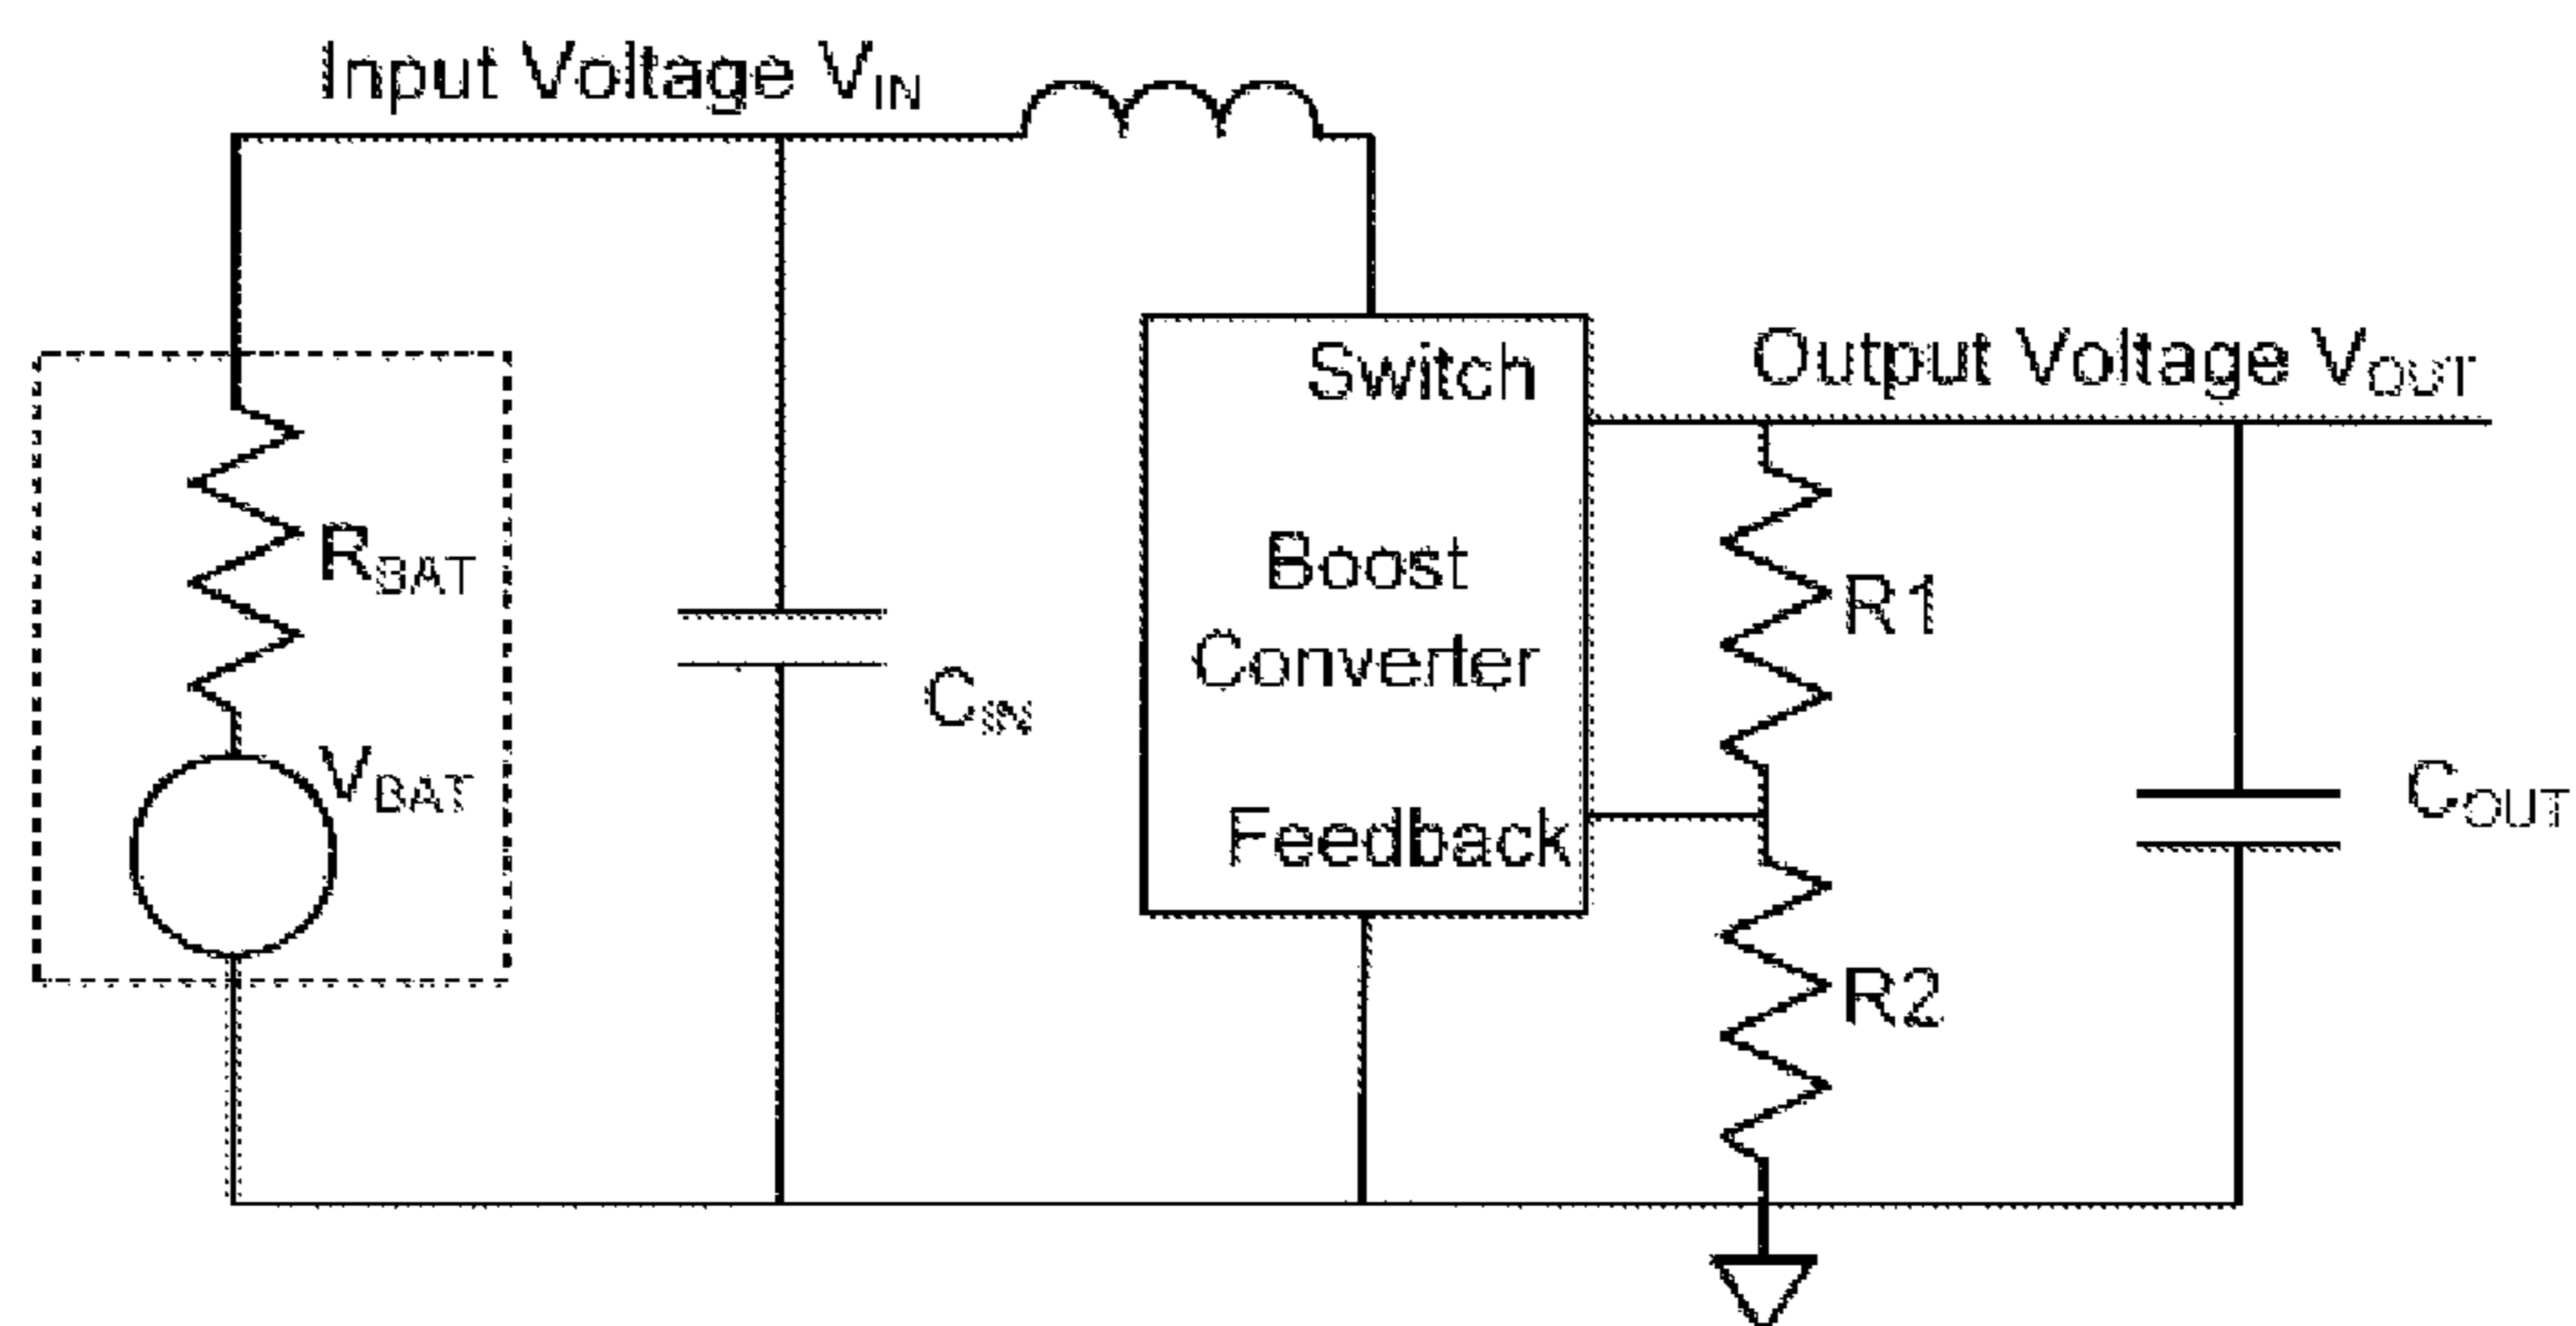 Input Voltage VIN
Switch
Output Voltage VOUT
RBAT
Boost
Converter
R1
CIN
VBAT
Feedback
COUT
R2